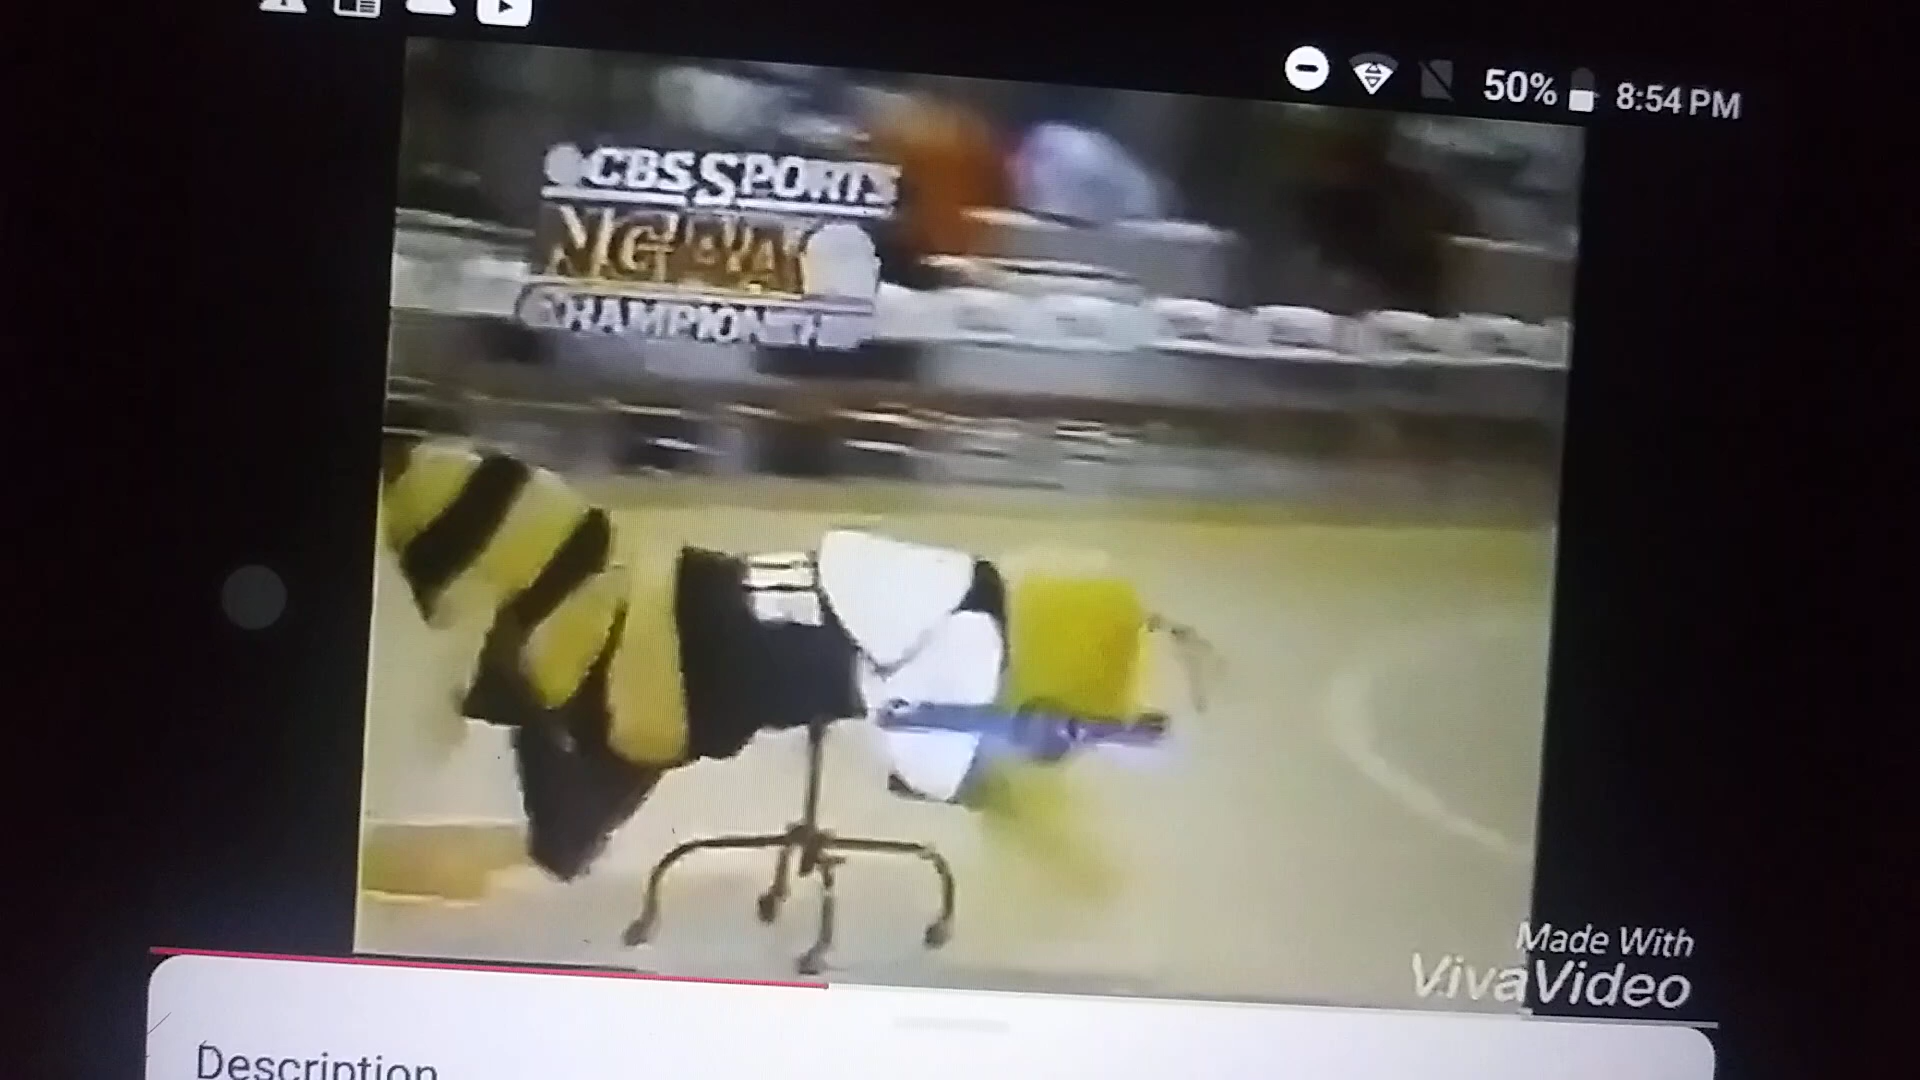 50% 8:54 PM
CBS SPORTS
NCAA
CHAMPIONSHIP
Made With
VivaVideo
Description